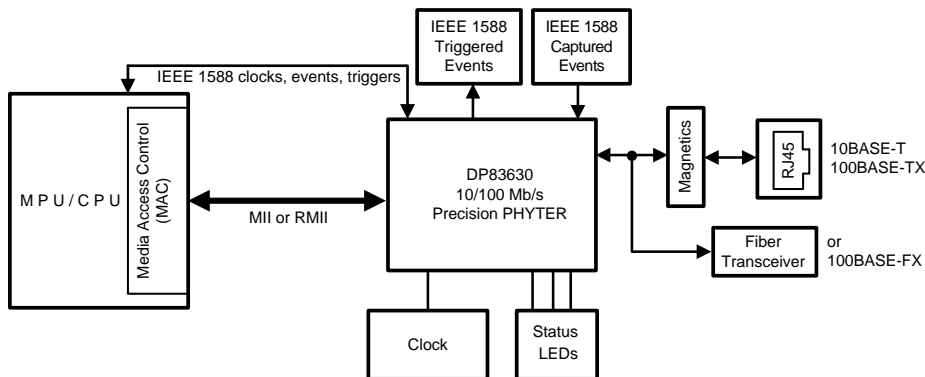 IEEE 1588
Triggered
Events
IEEE 1588
Captured
Events
IEEE 1588 clocks, events, triggers
MPU/CPU
Media Access Control
(MAC)
MII or RMII
DP83630
10/100 Mb/s
Precision PHYTER
Magnetics
RJ45
10BASE-T
100BASE-TX
Fiber
Transceiver
or
100BASE-FX
Clock
Status
LEDs